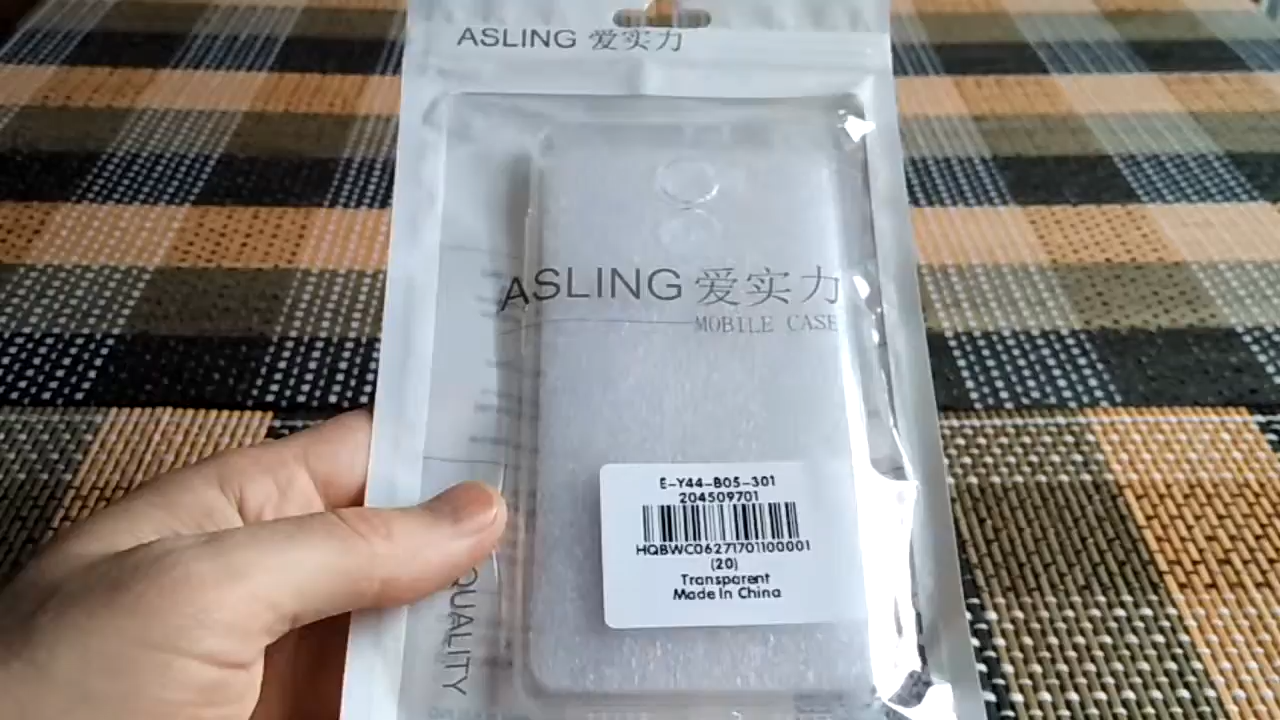 ASLING 爱实力
ASLING 爱实力
MOBILE CASE
E-Y44-B05-301
204509701
HQBWC06271701100001
(20)
Transparent
Made In China
QUALITY